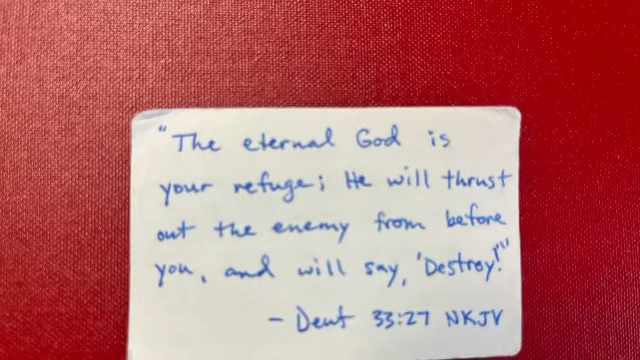 "The eternal God is
your refuge; He will thrust
out the enemy from before
you, and will say, 'Destroy!'"
- Deut 33:27 NKJV